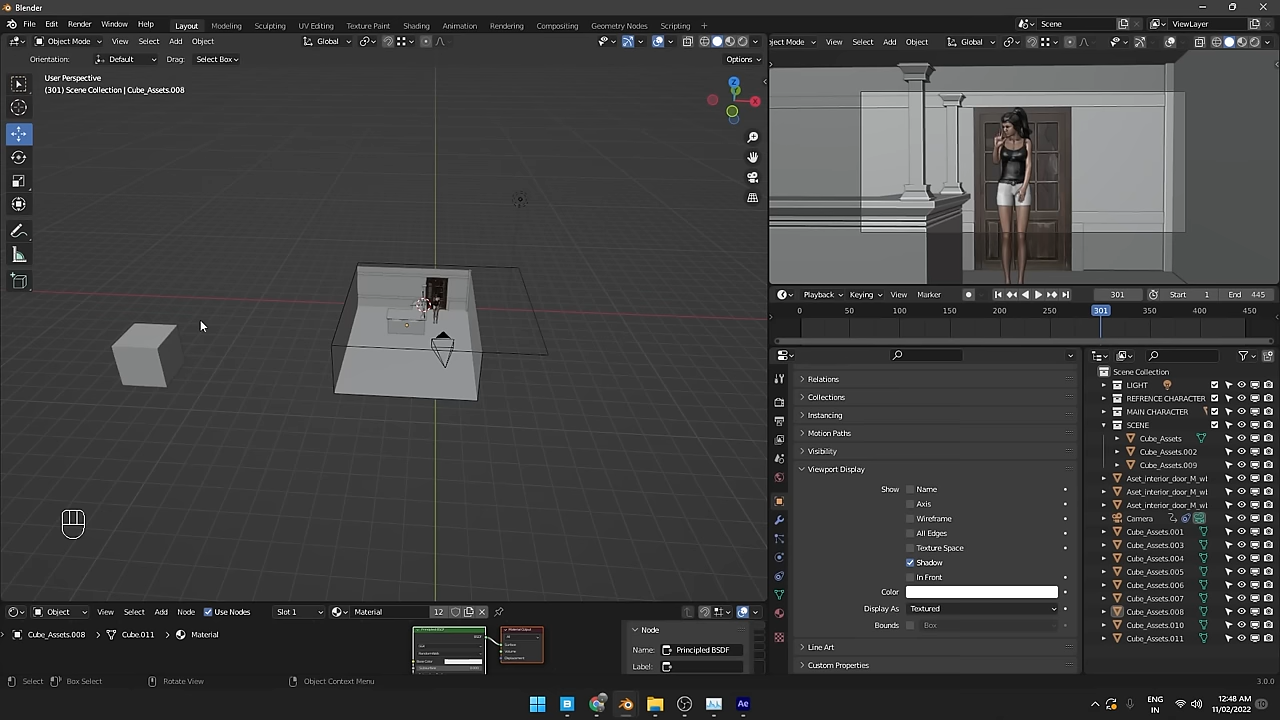 Blender
File Edit Render Window Help Layout Modeling Sculpting UV Editing Texture Paint Shading Animation Rendering Compositing Geometry Nodes Scripting + Scene ViewLayer
Object Mode View Select Add Object Global
ject Mode View Select Add Object Global
Orientation: Default Drag: Select Box Options
User Perspective
(301) Scene Collection | Cube_Assets.008
Z
X
Playback Keying View Marker 301 Start 1 End 445
0 50 100 150 200 250 301 350 400 450
Relations
Collections
Instancing
Motion Paths
Visibility
Viewport Display
Show Name
Axis
Wireframe
All Edges
Texture Space
Shadow
In Front
Color
Display As Textured
Bounds Box
Line Art
Custom Properties
Scene Collection
LIGHT
REFRENCE CHARACTER
MAIN CHARACTER
SCENE
Cube_Assets
Cube_Assets.002
Cube_Assets.009
Aset_interior_door_M_wl
Aset_interior_door_M_wl
Aset_interior_door_M_wl
Camera
Cube_Assets.001
Cube_Assets.003
Cube_Assets.004
Cube_Assets.005
Cube_Assets.006
Cube_Assets.007
Cube_Assets.008
Cube_Assets.010
Cube_Assets.011
Object View Select Add Node Use Nodes Slot 1 Material 12
Cube_Assets.008 > Cube.011 > Material
Node
Name: Principled BSDF
Label:
Select Box Select Rotate View Object Context Menu 3.0.0
ENG
IN
12:48 AM
11/02/2022